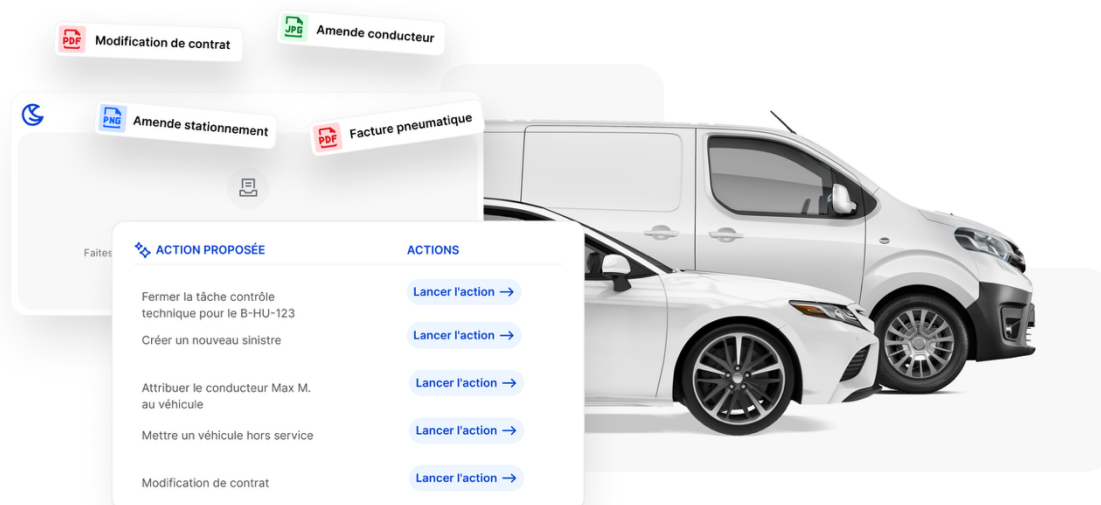 PDF
Modification de contrat
JPG
Amende conducteur
PNG
Amende stationnement
PDF
Facture pneumatique
Faites
ACTION PROPOSÉE
ACTIONS
Fermer la tâche contrôle
technique pour le B-HU-123
Lancer l'action
Créer un nouveau sinistre
Lancer l'action
Attribuer le conducteur Max M.
au véhicule
Lancer l'action
Mettre un véhicule hors service
Lancer l'action
Modification de contrat
Lancer l'action